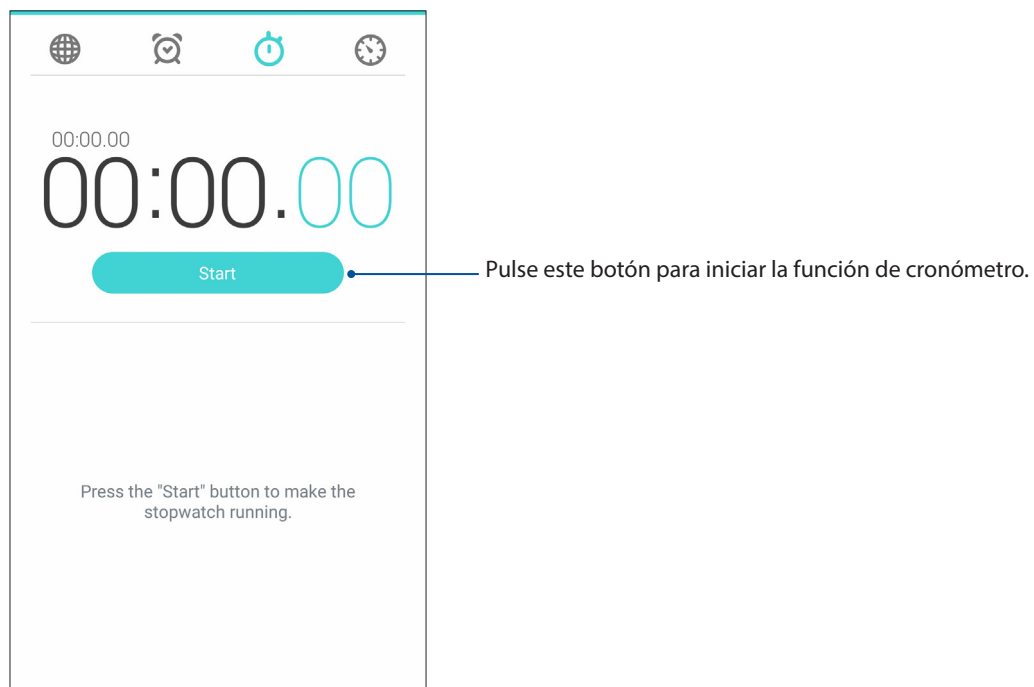 00:00.00
00:00.00
Start
Pulse este botón para iniciar la función de cronómetro.
Press the "Start" button to make the
stopwatch running.